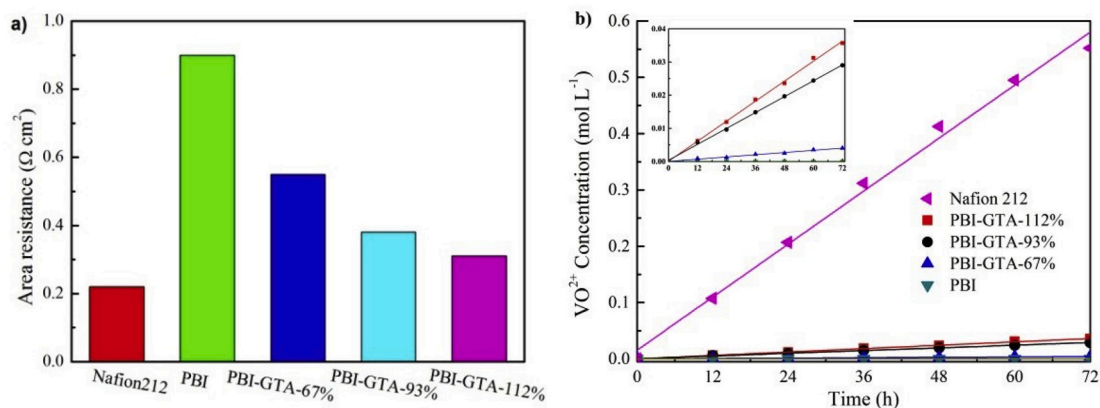 a)
Area resistance (Ω cm²)
1.0
0.8
0.6
0.4
0.2
0.0
Nafion212
PBI
PBI-GTA-67%
PBI-GTA-93%
PBI-GTA-112%
b)
VO²⁺ Concentration (mol L⁻¹)
0.6
0.5
0.4
0.3
0.2
0.1
0.0
0.04
0.03
0.02
0.01
0.00
0 12 24 36 48 60 72
Nafion 212
PBI-GTA-112%
PBI-GTA-93%
PBI-GTA-67%
PBI
0 12 24 36 48 60 72
Time (h)